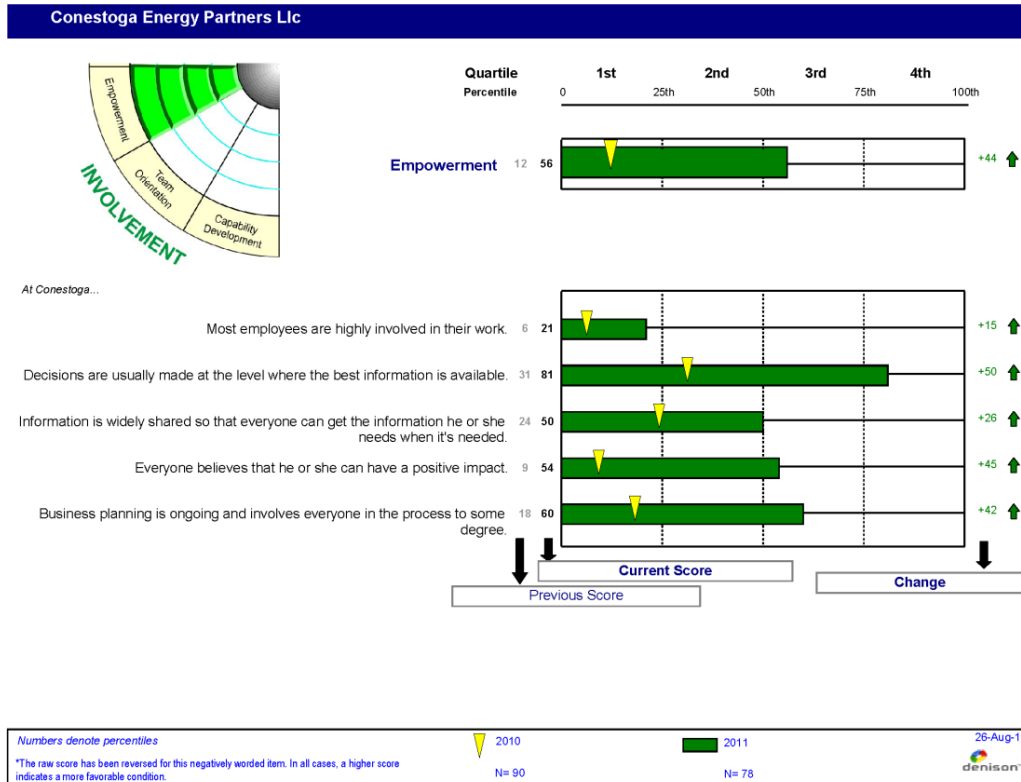 Conestoga Energy Partners Llc
Quartile 1st 2nd 3rd 4th
Percentile 0 25th 50th 75th 100th
Empowerment
Team
Orientation
Capability
Development
INVOLVEMENT
Empowerment 12 56 +44
At Conestoga...
Most employees are highly involved in their work. 6 21 +15
Decisions are usually made at the level where the best information is available. 31 81 +50
Information is widely shared so that everyone can get the information he or she 24 50 +26
needs when it's needed.
Everyone believes that he or she can have a positive impact. 9 54 +45
Business planning is ongoing and involves everyone in the process to some 18 60 +42
degree.
Current Score
Change
Previous Score
Numbers denote percentiles 2010 2011 26-Aug-1
*The raw score has been reversed for this negatively worded item. In all cases, a higher score
indicates a more favorable condition. N= 90 N= 78
denison